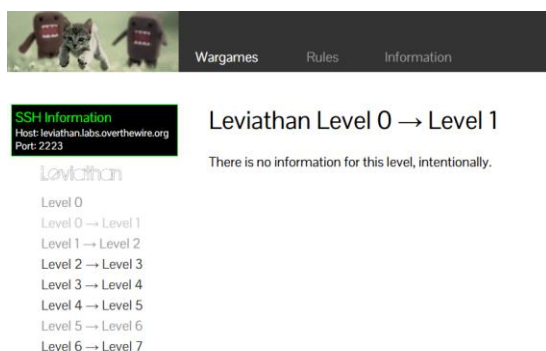 Wargames Rules Information
SSH Information
Host: leviathan.labs.overthewire.org
Port: 2223
Leviathan
Level 0
Level 0 → Level 1
Level 1 → Level 2
Level 2 → Level 3
Level 3 → Level 4
Level 4 → Level 5
Level 5 → Level 6
Level 6 → Level 7
Leviathan Level 0 → Level 1
There is no information for this level, intentionally.